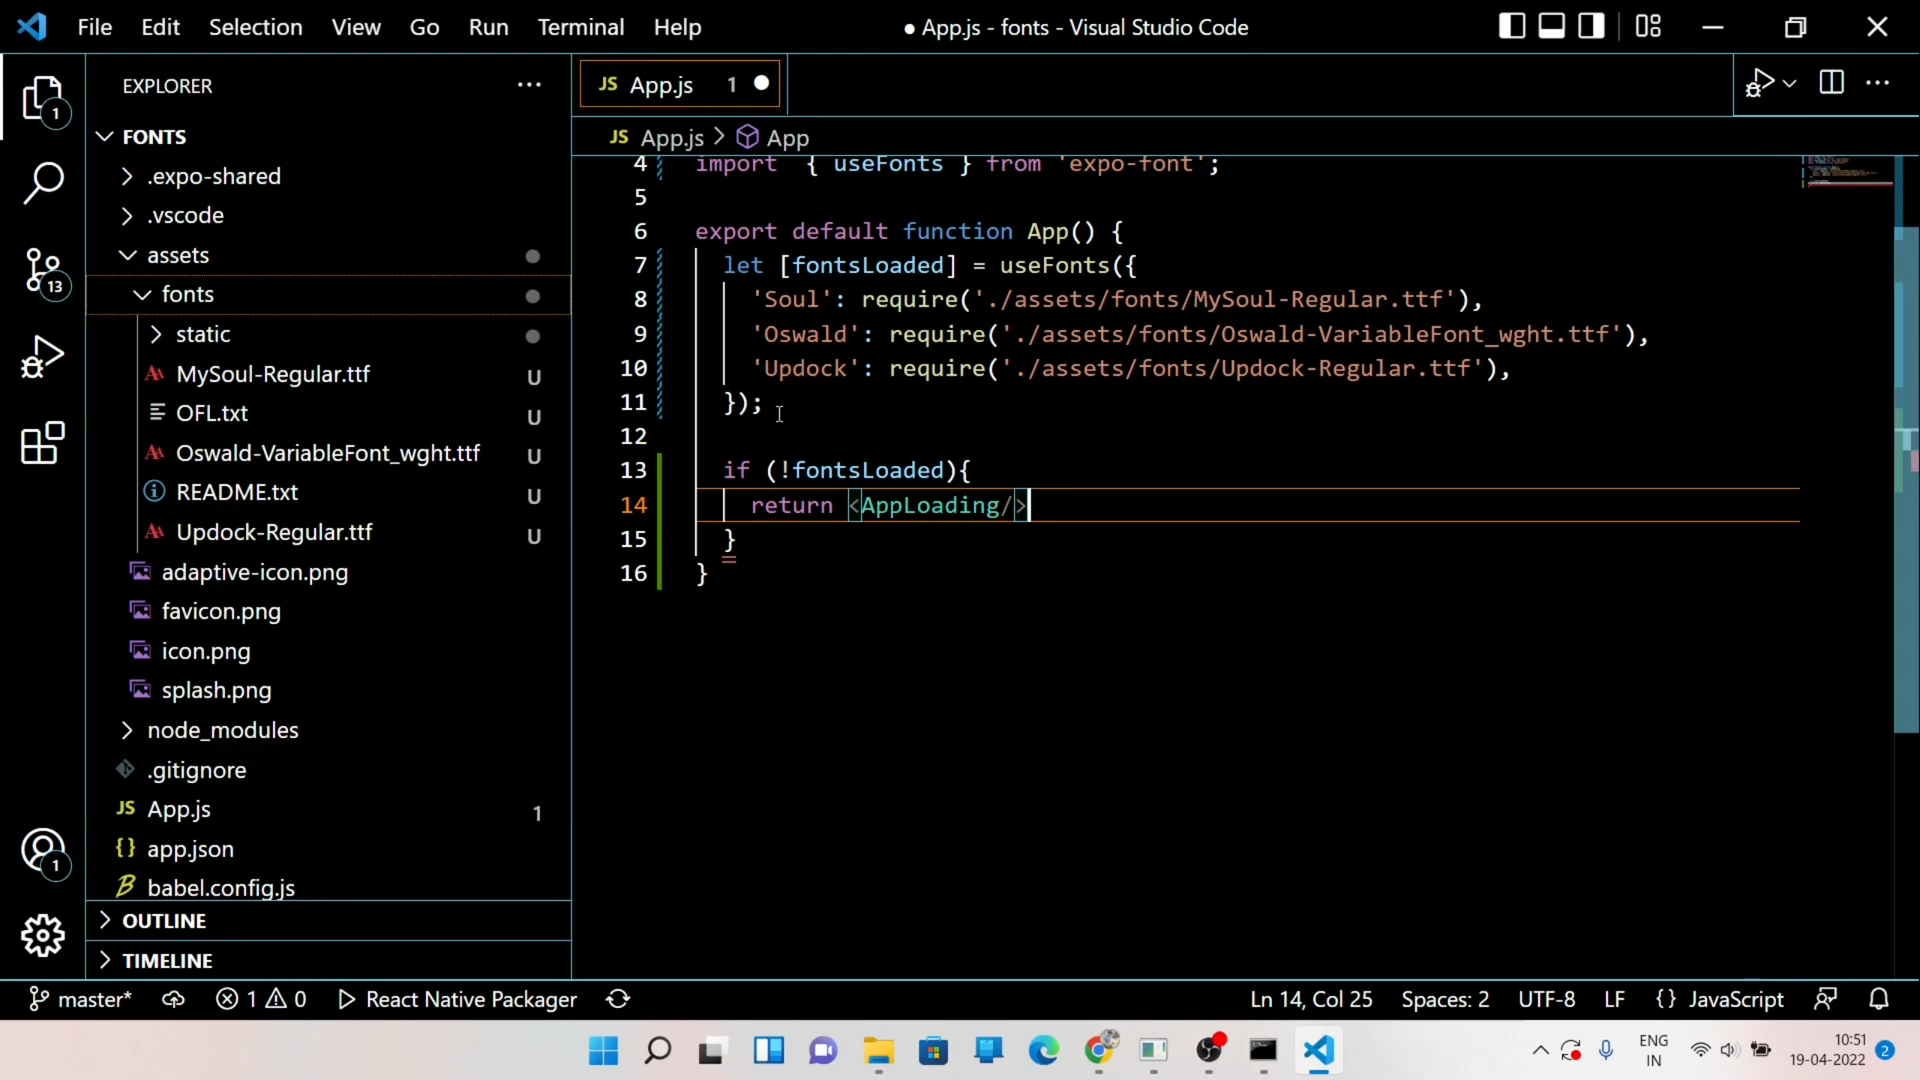 File Edit Selection View Go Run Terminal Help
● App.js - fonts - Visual Studio Code
EXPLORER
JS App.js 1
FONTS
JS App.js > App
.expo-shared
.vscode
assets
fonts
static
MySoul-Regular.ttf U
OFL.txt U
Oswald-VariableFont_wght.ttf U
README.txt U
Updock-Regular.ttf U
adaptive-icon.png
favicon.png
icon.png
splash.png
node_modules
.gitignore
JS App.js 1
{} app.json
babel.config.js
OUTLINE
TIMELINE
1
13
1
4 import { useFonts } from 'expo-font';
5
6 export default function App() {
7 let [fontsLoaded] = useFonts({
8 'Soul': require('./assets/fonts/MySoul-Regular.ttf'),
9 'Oswald': require('./assets/fonts/Oswald-VariableFont_wght.ttf'),
10 'Updock': require('./assets/fonts/Updock-Regular.ttf'),
11 });
12
13 if (!fontsLoaded){
14 return <AppLoading/>
15 }
16 }
master* 1 0 React Native Packager
Ln 14, Col 25 Spaces: 2 UTF-8 LF {} JavaScript
ENG
IN
10:51
19-04-2022
2